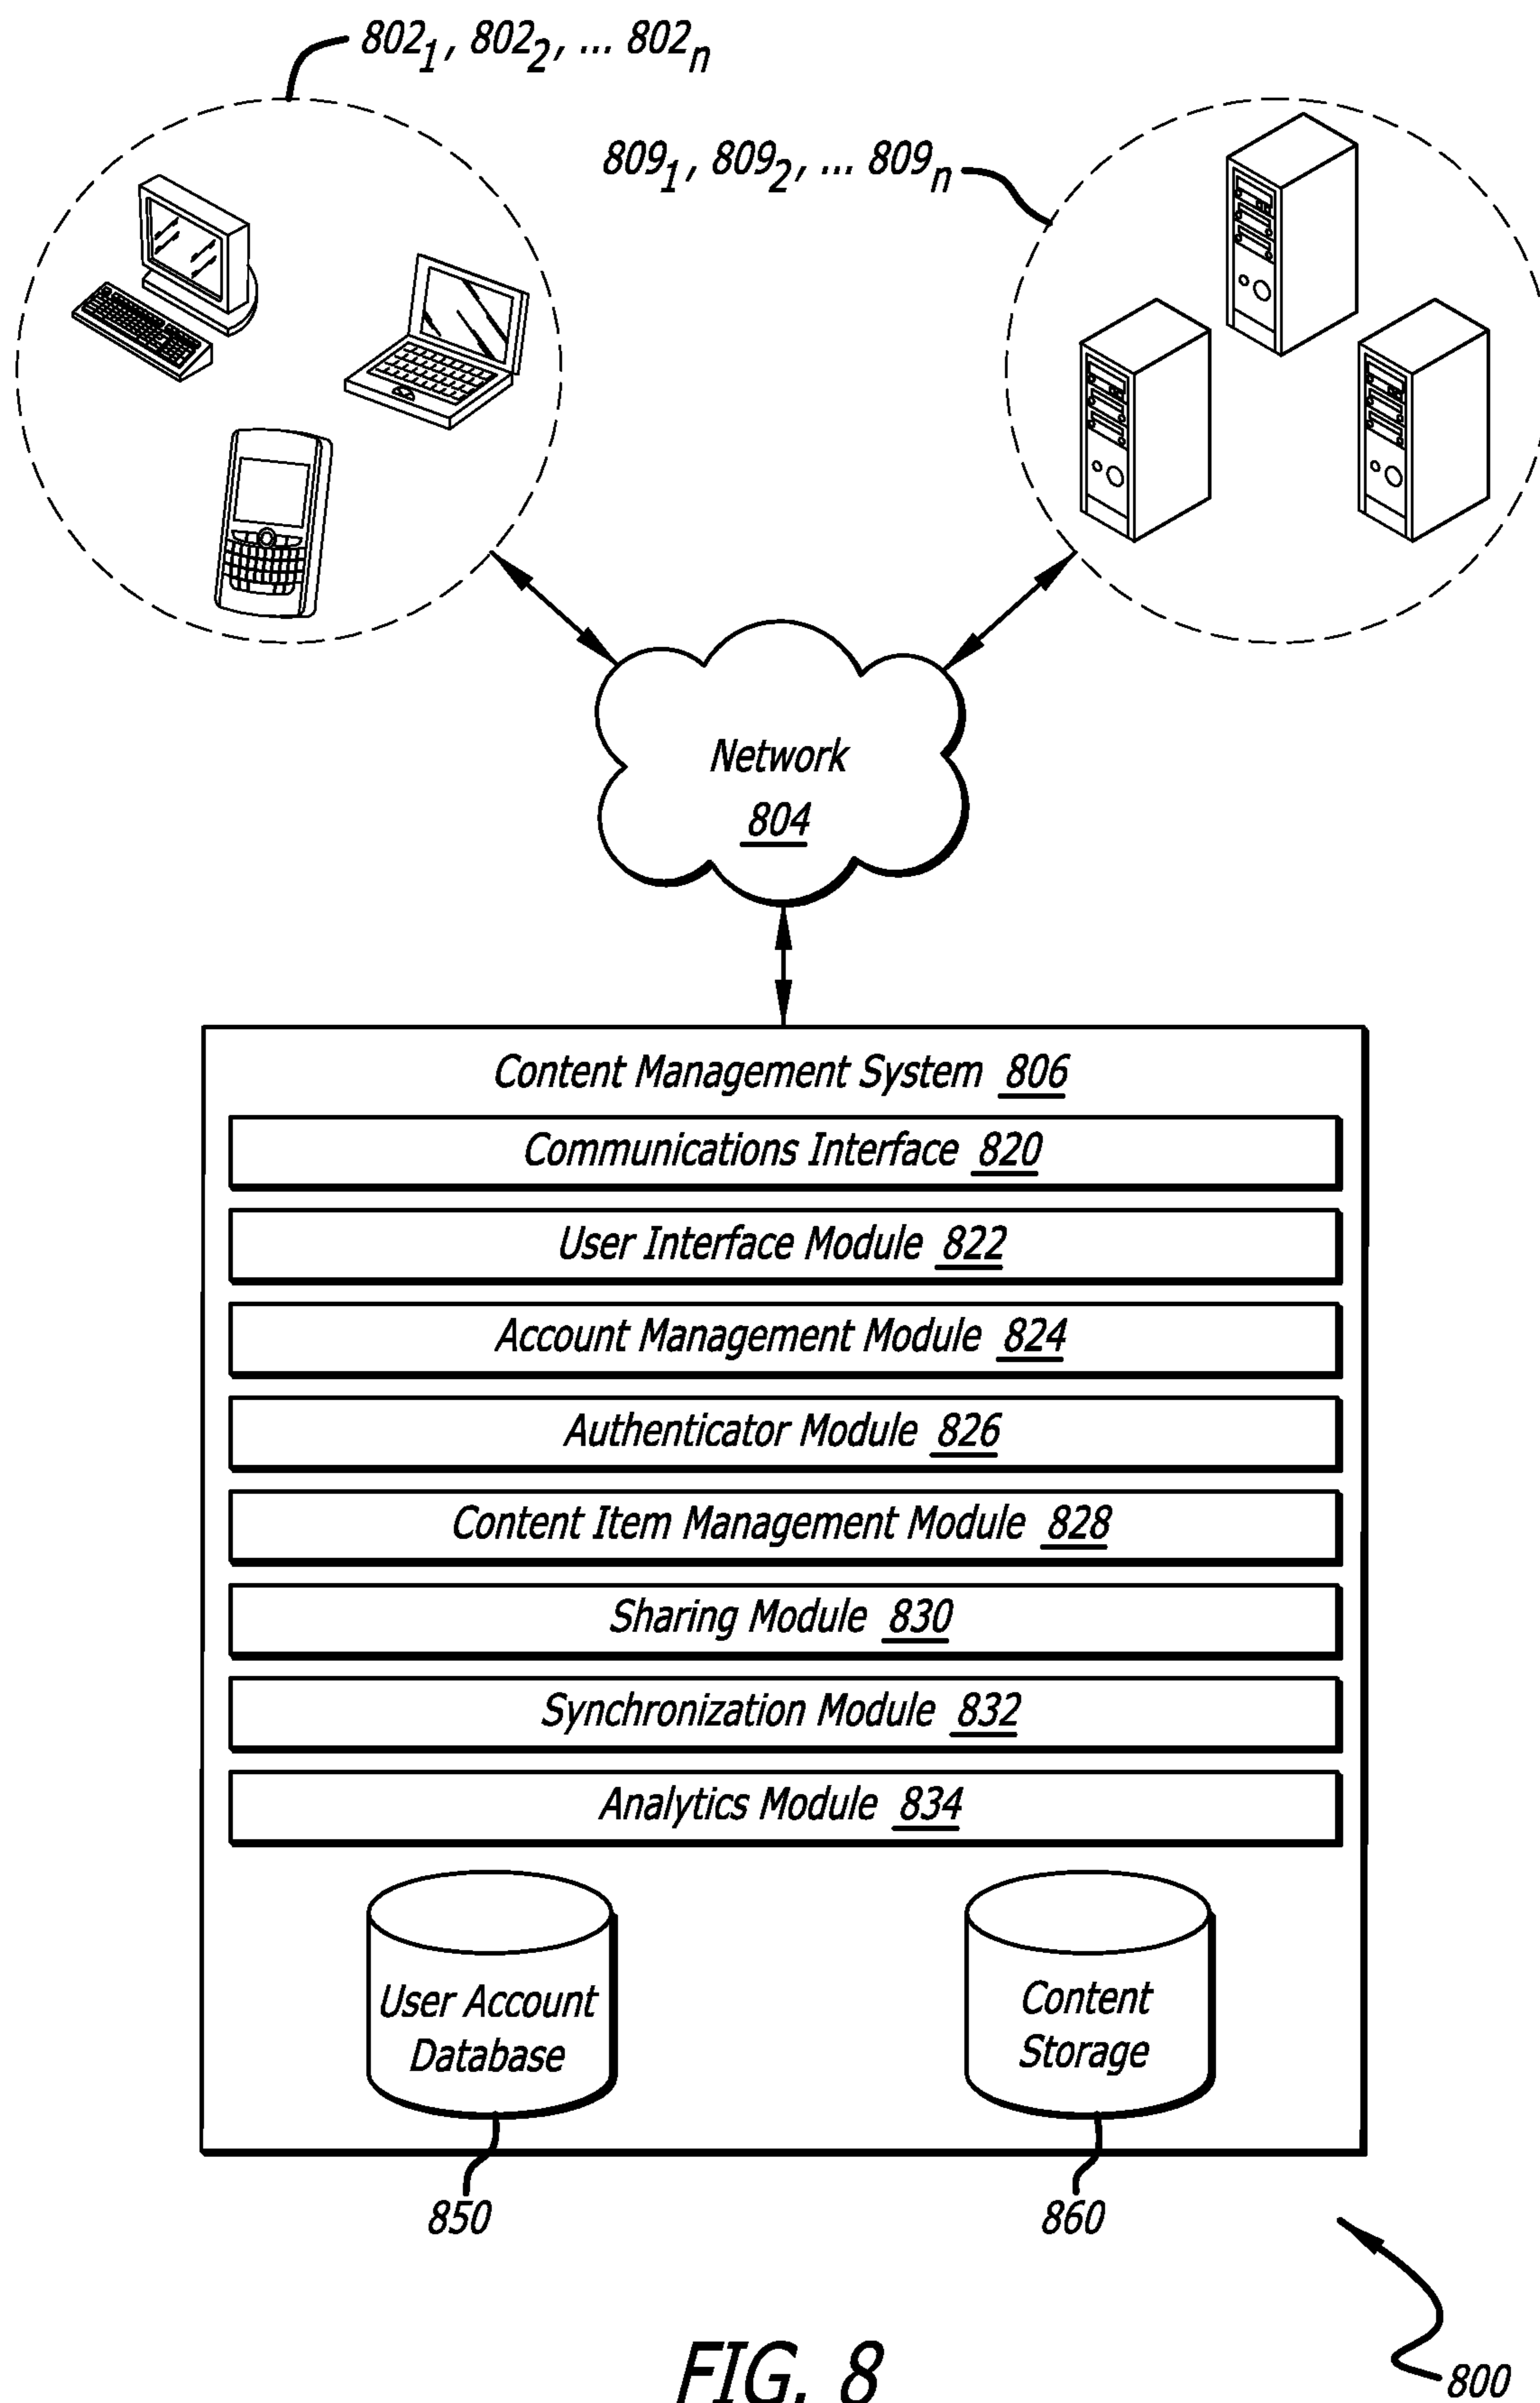 802₁, 802₂, ... 802ₙ
809₁, 809₂, ... 809ₙ
Network
804
Content Management System 806
Communications Interface 820
User Interface Module 822
Account Management Module 824
Authenticator Module 826
Content Item Management Module 828
Sharing Module 830
Synchronization Module 832
Analytics Module 834
User Account
Database
Content
Storage
850
860
800
FIG. 8